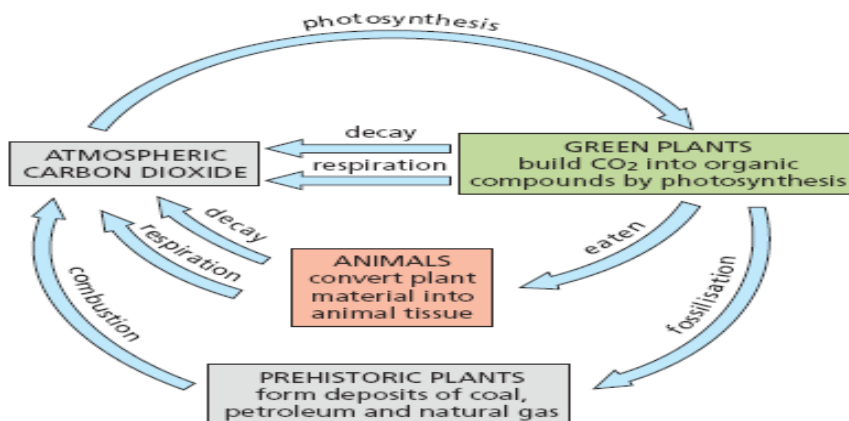 photosynthesis
decay
respiration
ATMOSPHERIC
CARBON DIOXIDE
GREEN PLANTS
build CO₂ into organic
compounds by photosynthesis
decay
respiration
combustion
ANIMALS
convert plant
material into
animal tissue
eaten
fossilisation
PREHISTORIC PLANTS
form deposits of coal,
petroleum and natural gas